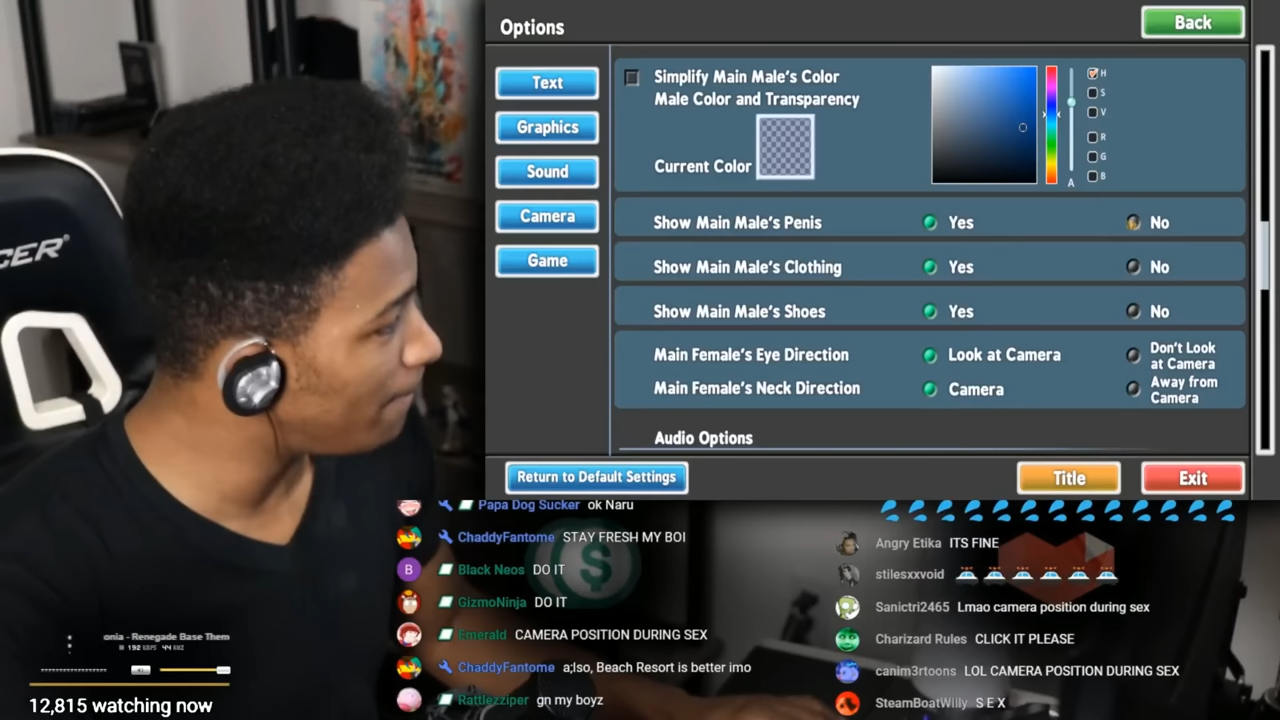 Options
Back
Text
Graphics
Sound
Camera
Game
Simplify Main Male's Color
Male Color and Transparency
Current Color
H
S
V
R
G
B
A
Show Main Male's Penis Yes No
Show Main Male's Clothing Yes No
Show Main Male's Shoes Yes No
Main Female's Eye Direction Look at Camera Don't Look
at Camera
Main Female's Neck Direction Camera Away from
Camera
Audio Options
Return to Default Settings
Title
Exit
CER
Papa Dog Sucker ok Naru
ChaddyFantome STAY FRESH MY BOI
B Black Neos DO IT
GizmoNinja DO IT
Emerald CAMERA POSITION DURING SEX
ChaddyFantome a;lso, Beach Resort is better imo
Rattlezziper gn my boyz
$
Angry Etika ITS FINE
stilesxxvoid
Sanictri2465 Lmao camera position during sex
Charizard Rules CLICK IT PLEASE
canim3rtoons LOL CAMERA POSITION DURING SEX
SteamBoatWilly S E X
onia - Renegade Base Them
192 KBPS 44 KHZ
12,815 watching now